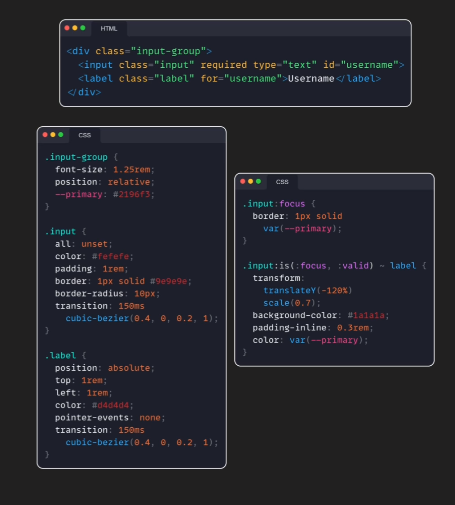 HTML
<div class="input-group">
<input class="input" required type="text" id="username">
<label class="label" for="username">Username</label>
</div>
CSS
.input-group {
font-size: 1.25rem;
position: relative;
--primary: #2196f3;
}
.input {
all: unset;
color: #fefefe;
padding: 1rem;
border: 1px solid #9e9e9e;
border-radius: 10px;
transition: 150ms
cubic-bezier(0.4, 0, 0.2, 1);
}
.label {
position: absolute;
top: 1rem;
left: 1rem;
color: #d4d4d4;
pointer-events: none;
transition: 150ms
cubic-bezier(0.4, 0, 0.2, 1);
}
CSS
.input:focus {
border: 1px solid
var(--primary);
}
.input:is(:focus, :valid) ~ label {
transform:
translateY(-120%)
scale(0.7);
background-color: #1a1a1a;
padding-inline: 0.3rem;
color: var(--primary);
}